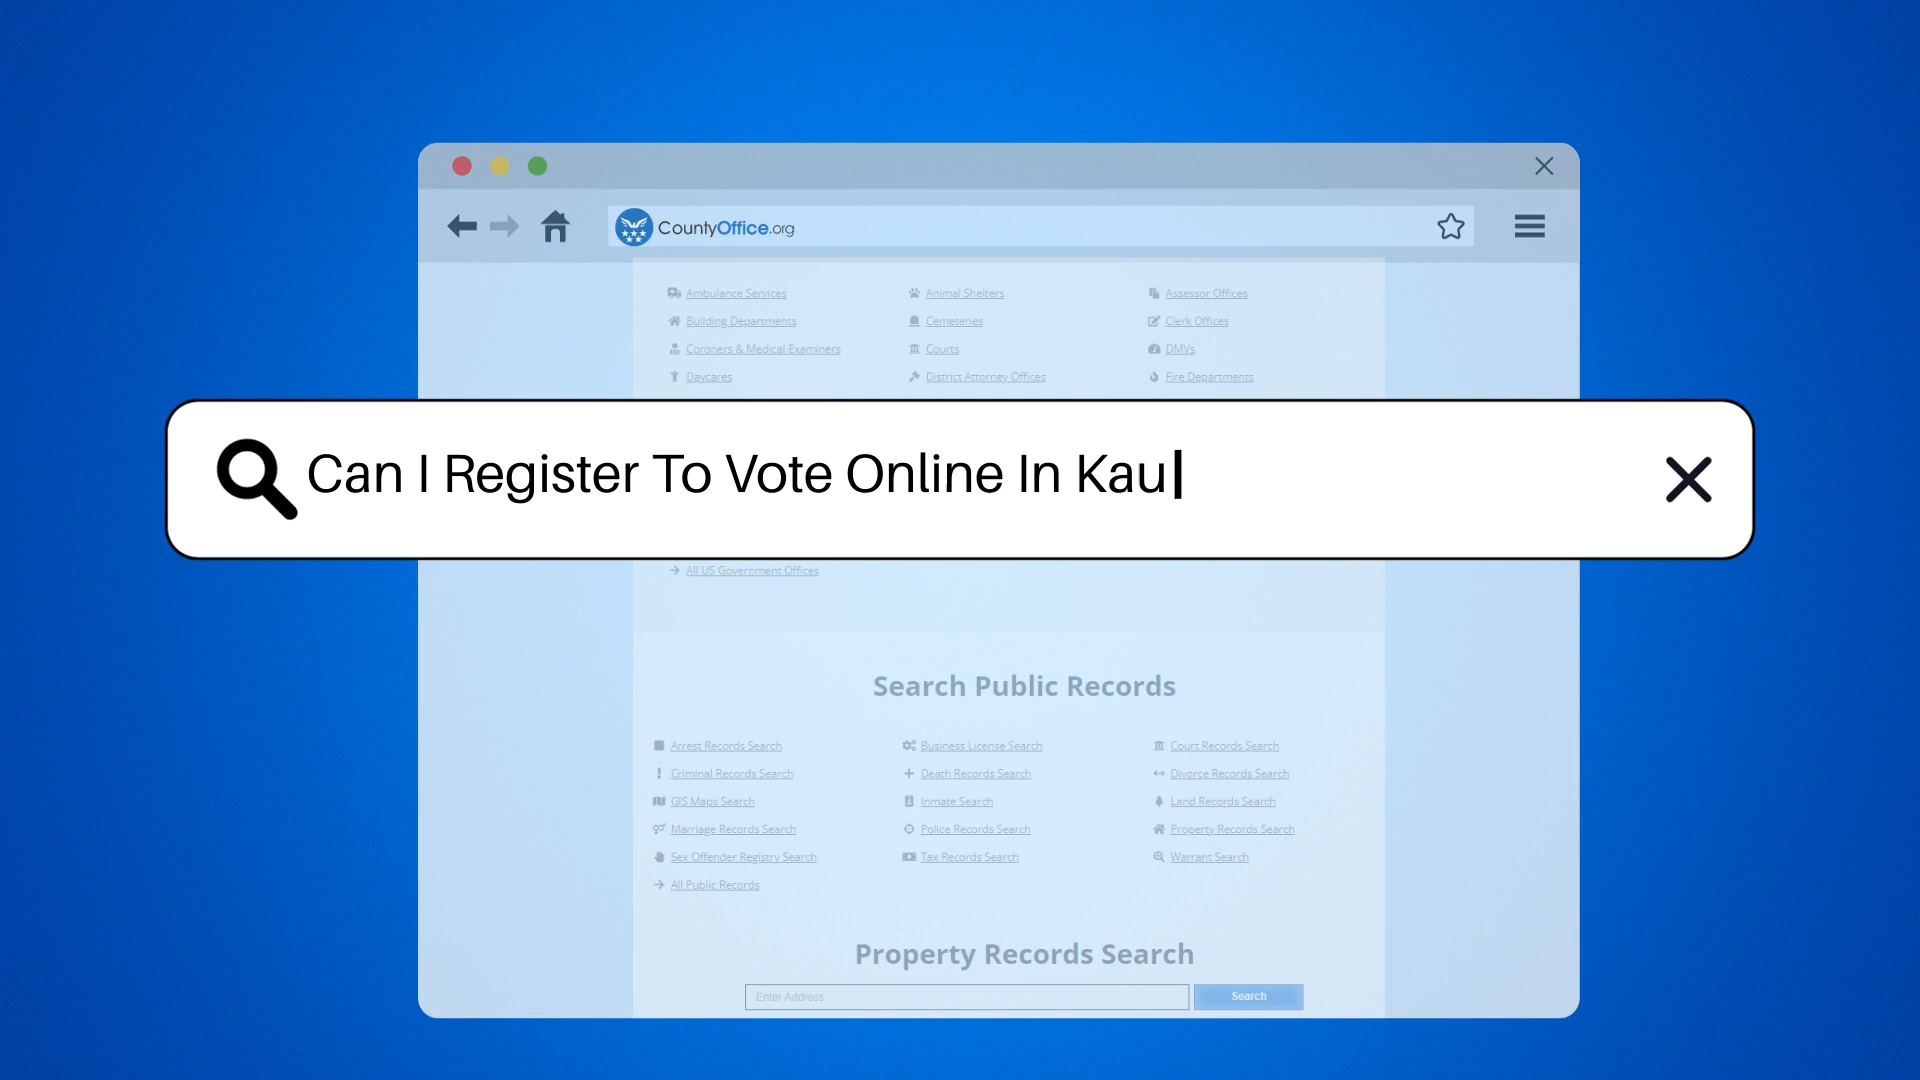 CountyOffice.org
Ambulance Services Animal Shelters Assessor Offices
Building Departments Cemeteries Clerk Offices
Coroners & Medical Examiners Courts DMVs
Daycares District Attorney Offices Fire Departments
Can I Register To Vote Online In Kau
All US Government Offices
Search Public Records
Arrest Records Search Business License Search Court Records Search
Criminal Records Search Death Records Search Divorce Records Search
GIS Maps Search Inmate Search Land Records Search
Marriage Records Search Police Records Search Property Records Search
Sex Offender Registry Search Tax Records Search Warrant Search
All Public Records
Property Records Search
Enter Address Search